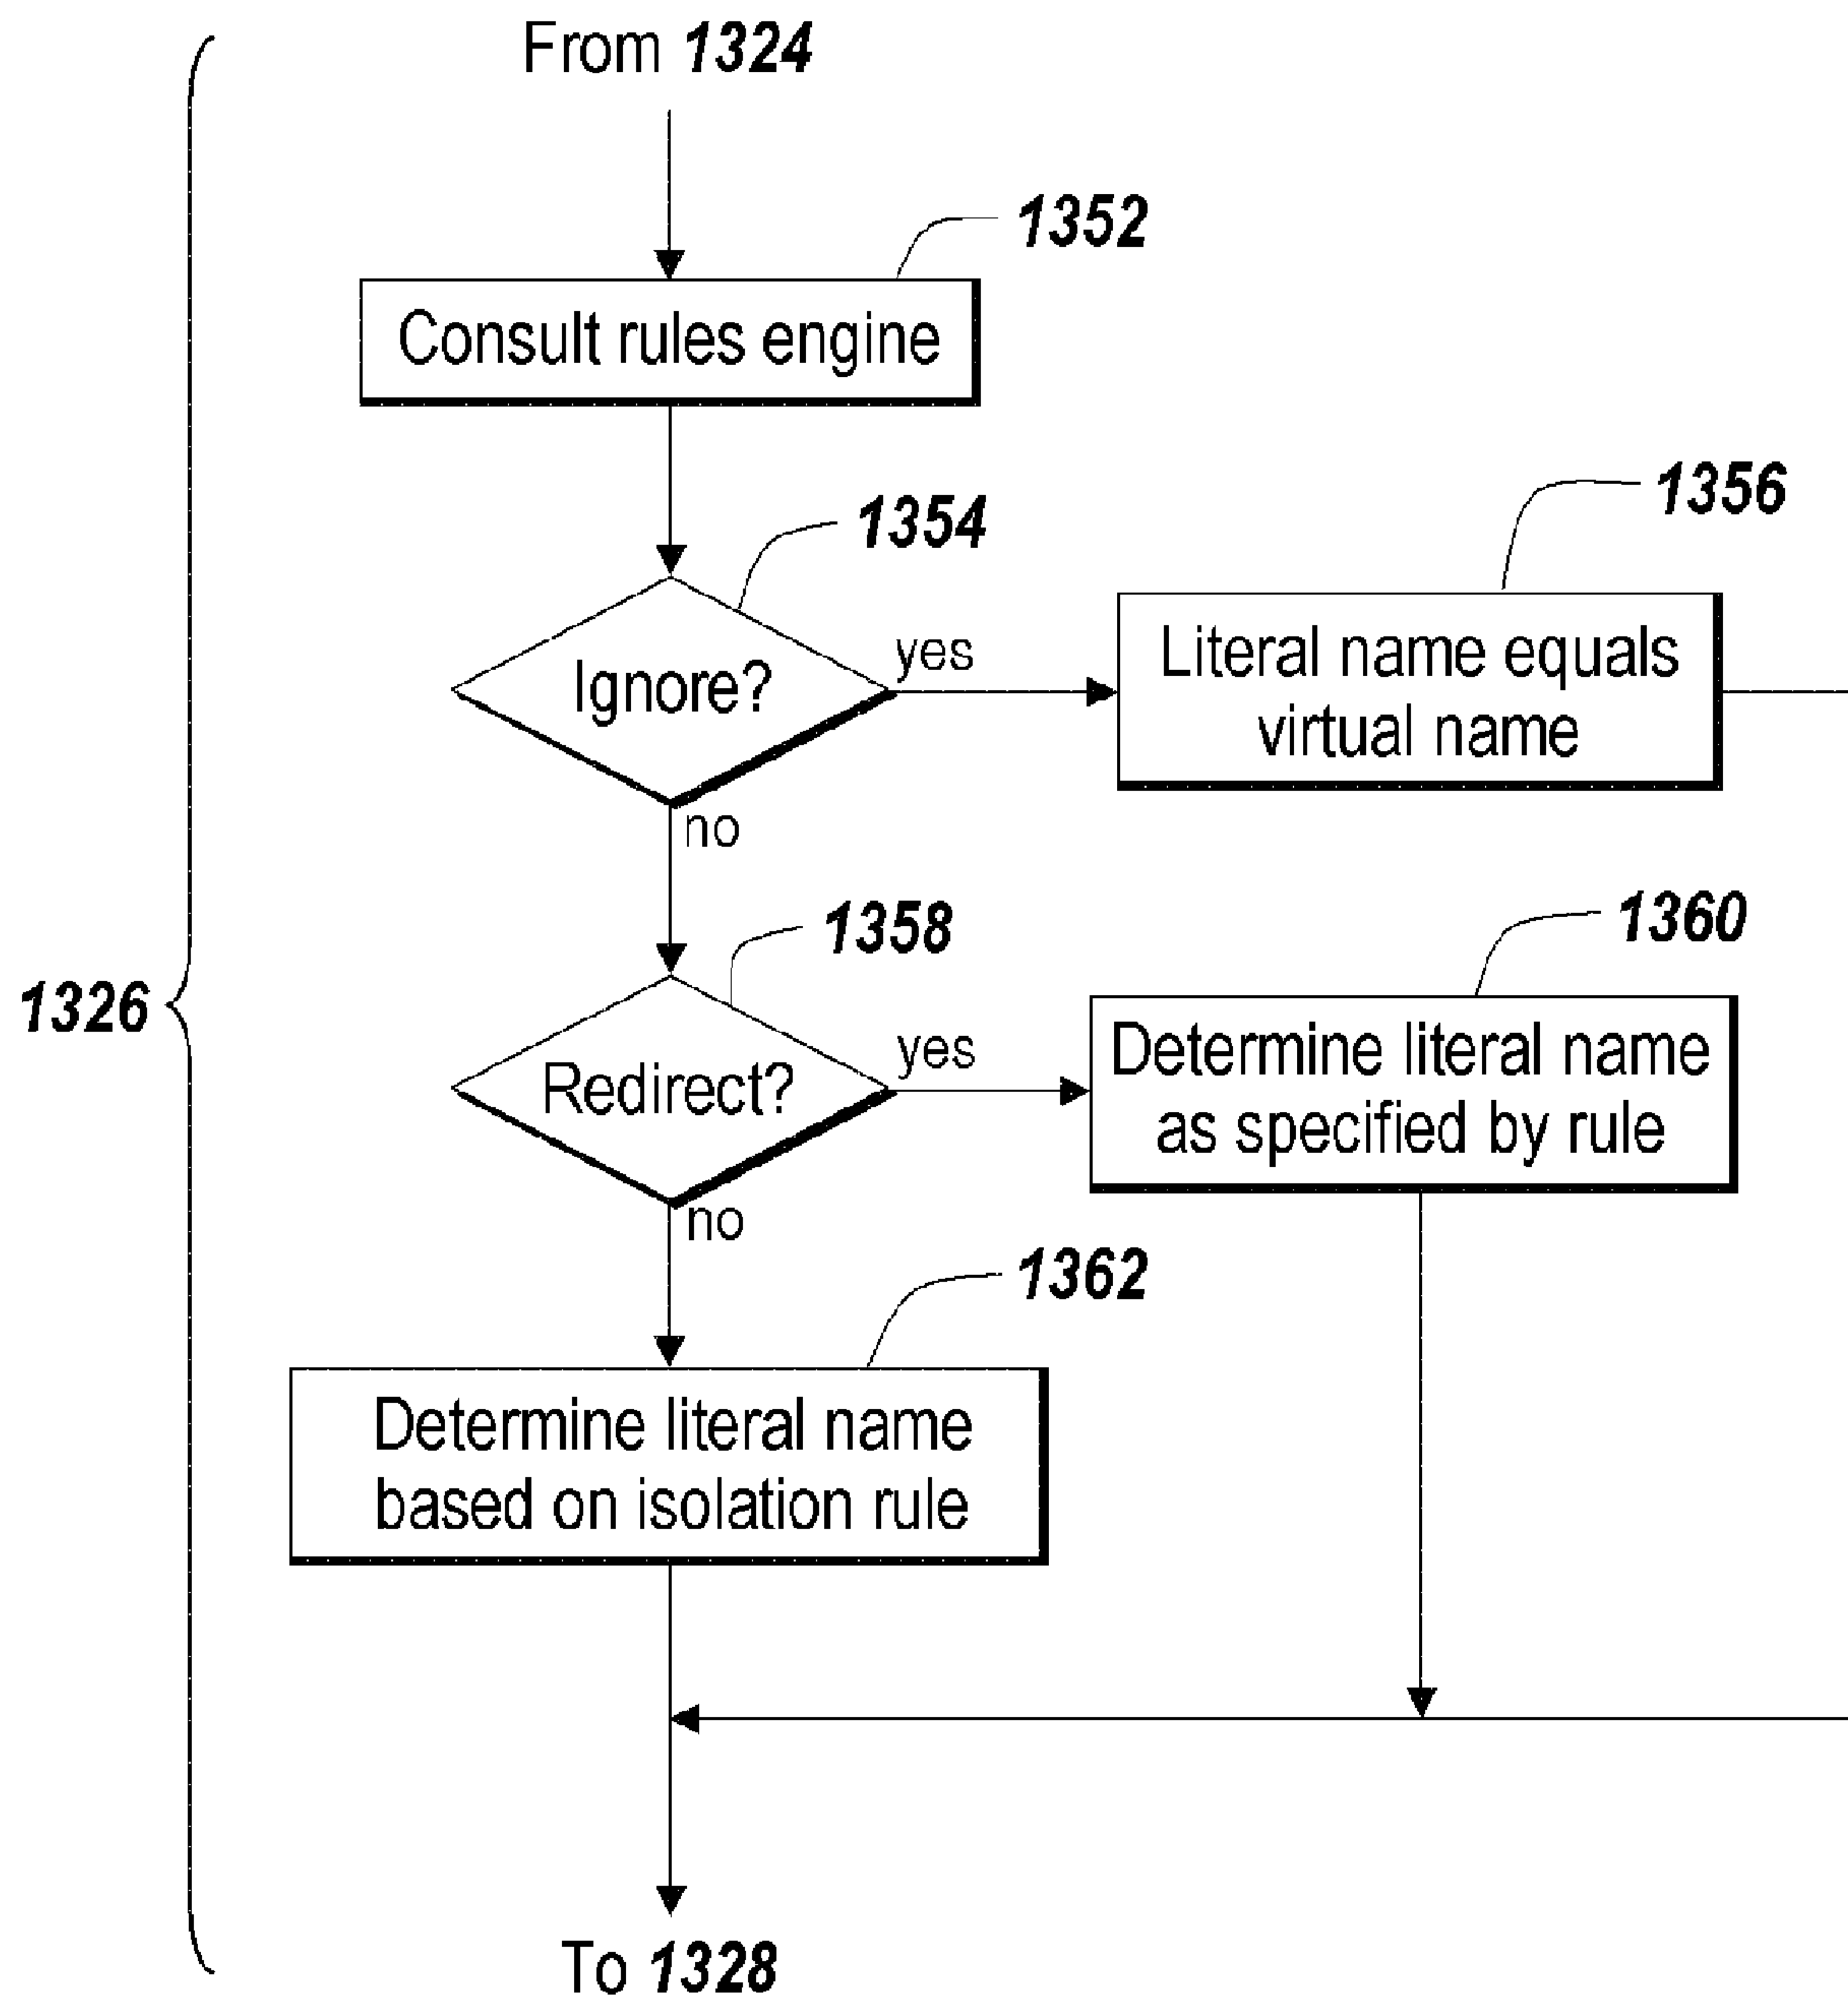 From 1324
1352
Consult rules engine
1354
1356
Ignore?
yes
Literal name equals
virtual name
no
1358
1360
1326
Redirect?
yes
Determine literal name
as specified by rule
no
1362
Determine literal name
based on isolation rule
To 1328